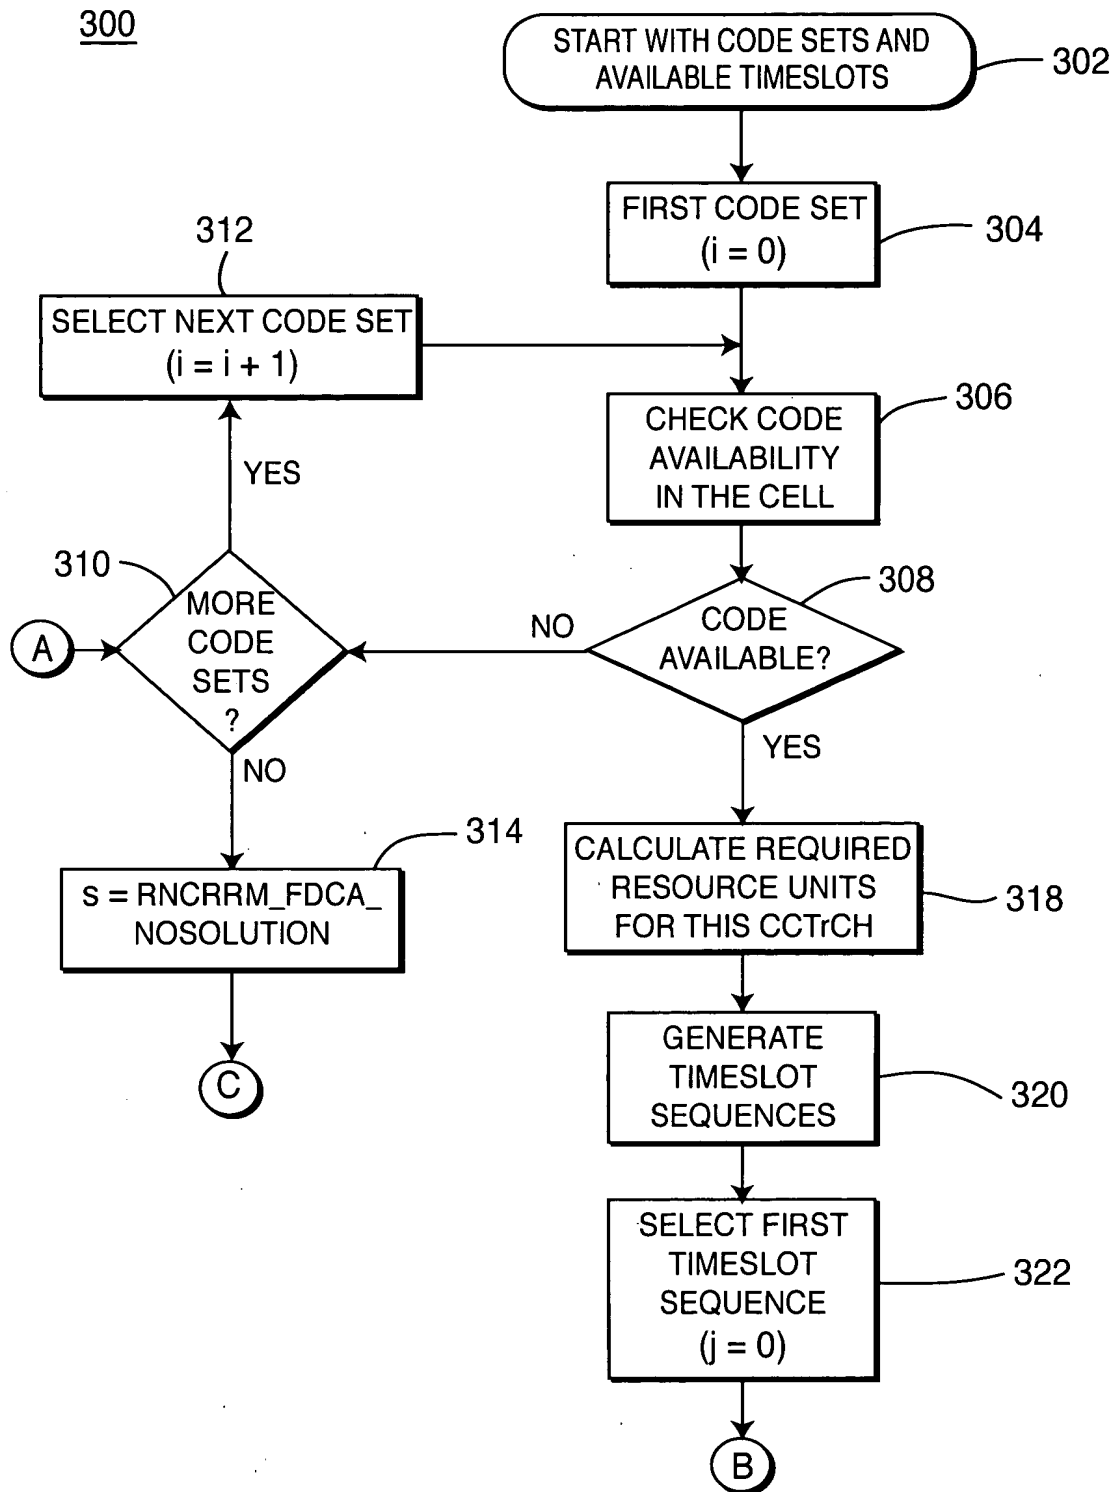 300
START WITH CODE SETS AND
AVAILABLE TIMESLOTS
302
FIRST CODE SET
(i = 0)
304
312
SELECT NEXT CODE SET
(i = i + 1)
CHECK CODE
AVAILABILITY
IN THE CELL
306
YES
310
MORE
CODE
SETS
?
A
NO
CODE
AVAILABLE?
308
YES
NO
314
s = RNCRRM_FDCA_
NOSOLUTION
C
CALCULATE REQUIRED
RESOURCE UNITS
FOR THIS CCTrCH
318
GENERATE
TIMESLOT
SEQUENCES
320
SELECT FIRST
TIMESLOT
SEQUENCE
(j = 0)
322
B